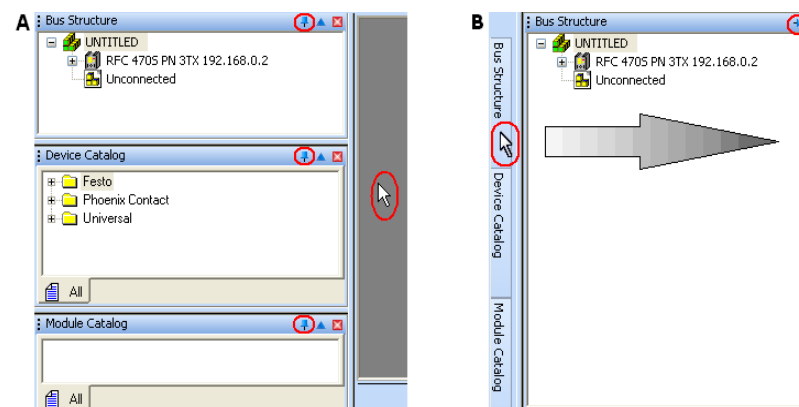 A
Bus Structure
UNTITLED
RFC 470S PN 3TX 192.168.0.2
Unconnected
Device Catalog
Festo
Phoenix Contact
Universal
All
Module Catalog
All
B
Bus Structure
Device Catalog
Module Catalog
Bus Structure
UNTITLED
RFC 470S PN 3TX 192.168.0.2
Unconnected